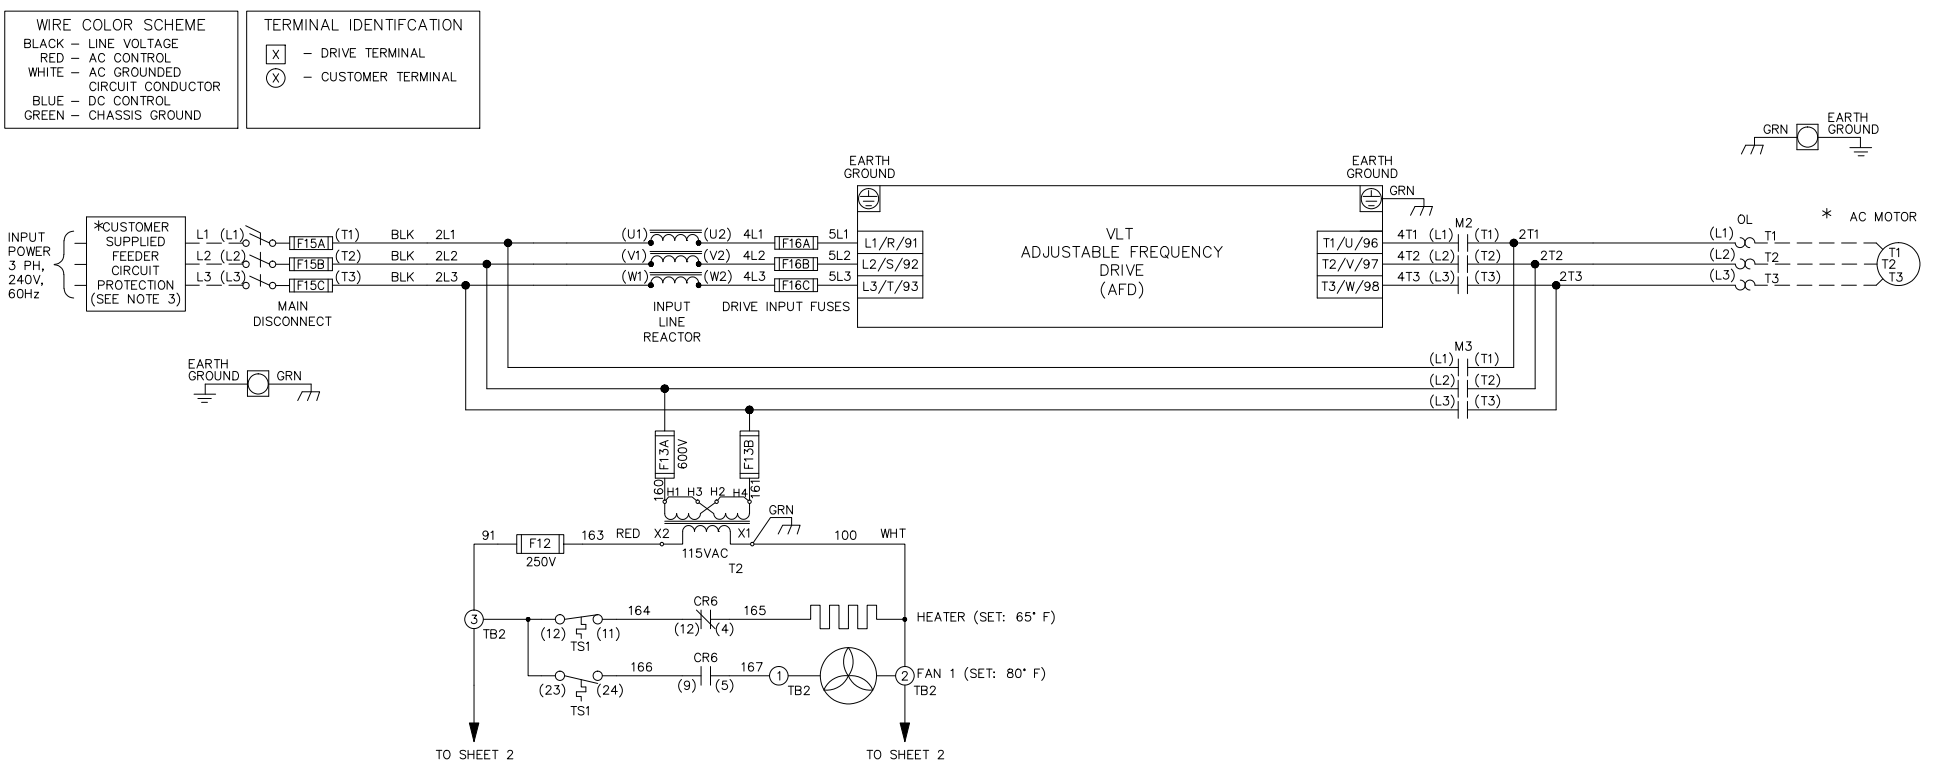 WIRE COLOR SCHEME
BLACK – LINE VOLTAGE
RED – AC CONTROL
WHITE – AC GROUNDED
CIRCUIT CONDUCTOR
BLUE – DC CONTROL
GREEN – CHASSIS GROUND
TERMINAL IDENTIFCATION
X – DRIVE TERMINAL
X – CUSTOMER TERMINAL
GRN
EARTH
GROUND
INPUT
POWER
3 PH,
240V,
60Hz
*CUSTOMER
SUPPLIED
FEEDER
CIRCUIT
PROTECTION
(SEE NOTE 3)
L1 (L1) F15A (T1) BLK 2L1
L2 (L2) F15B (T2) BLK 2L2
L3 (L3) F15C (T3) BLK 2L3
MAIN
DISCONNECT
(U1) (U2) 4L1 F16A 5L1
(V1) (V2) 4L2 F16B 5L2
(W1) (W2) 4L3 F16C 5L3
INPUT
LINE
REACTOR
DRIVE INPUT FUSES
EARTH
GROUND
L1/R/91
L2/S/92
L3/T/93
VLT
ADJUSTABLE FREQUENCY
DRIVE
(AFD)
EARTH
GROUND
GRN
T1/U/96
T2/V/97
T3/W/98
M2
4T1 (L1) (T1) 2T1
4T2 (L2) (T2) 2T2
4T3 (L3) (T3) 2T3
OL
(L1) T1
(L2) T2
(L3) T3
* AC MOTOR
T1
T2
T3
M3
(L1) (T1)
(L2) (T2)
(L3) (T3)
EARTH
GROUND
GRN
F13A
600V
F13B
160
161
H1 H3 H2 H4
GRN
91 F12 163 RED X2 X1 100 WHT
250V
115VAC
T2
3
TB2
(12) (11)
TS1
164
CR6
(12) (4)
165
HEATER (SET: 65° F)
(23) (24)
TS1
166
CR6
(9) (5)
167
1
TB2
2
TB2
FAN 1 (SET: 80° F)
TO SHEET 2
TO SHEET 2